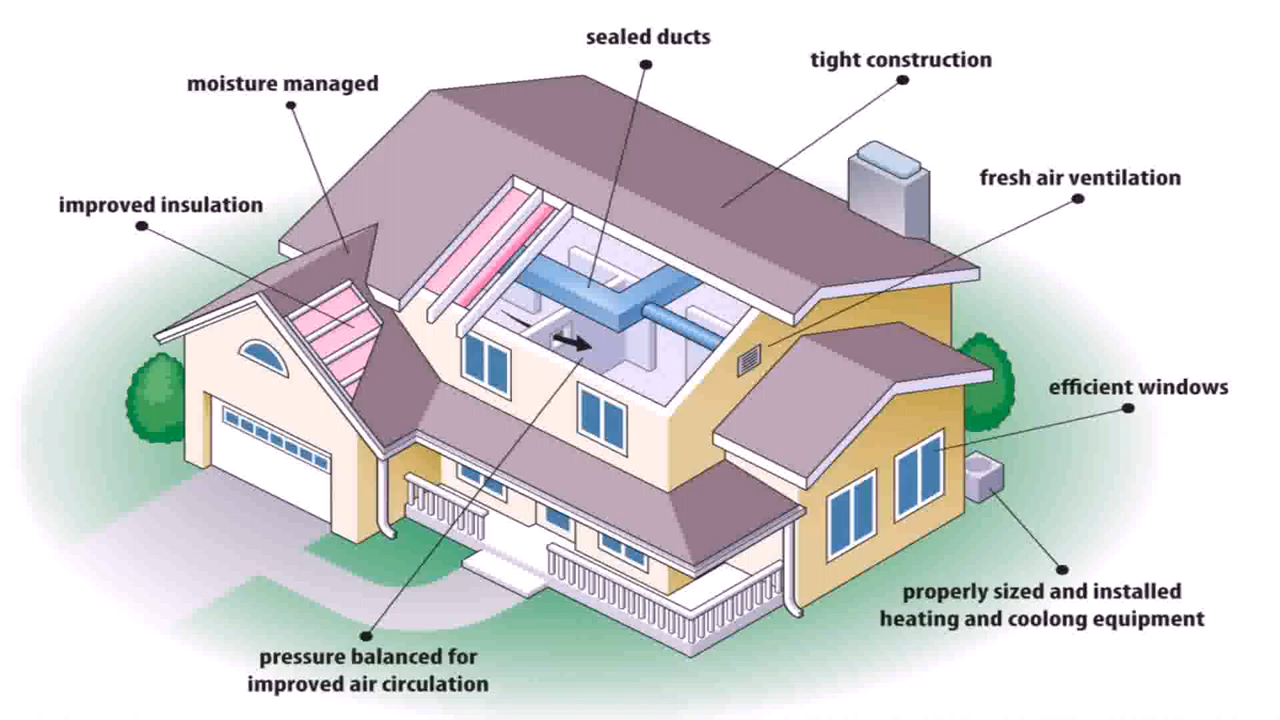 sealed ducts
tight construction
moisture managed
fresh air ventilation
improved insulation
efficient windows
properly sized and installed
heating and coolong equipment
pressure balanced for
improved air circulation